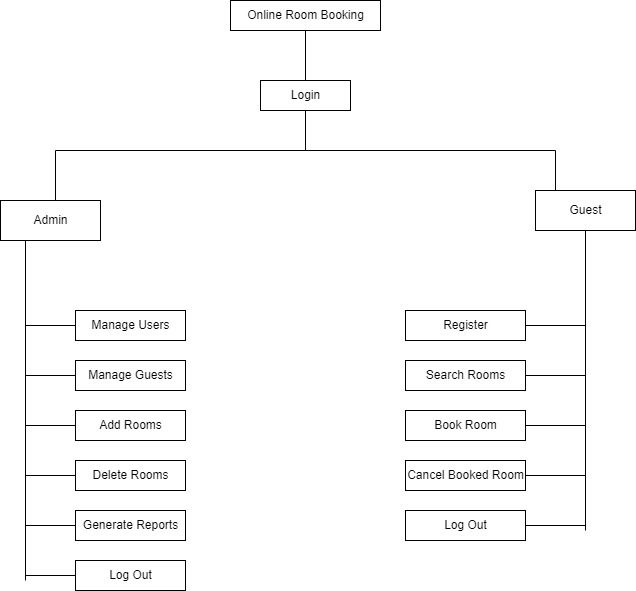 Online Room Booking
Login
Admin
Guest
Manage Users
Manage Guests
Add Rooms
Delete Rooms
Generate Reports
Log Out
Register
Search Rooms
Book Room
Cancel Booked Room
Log Out